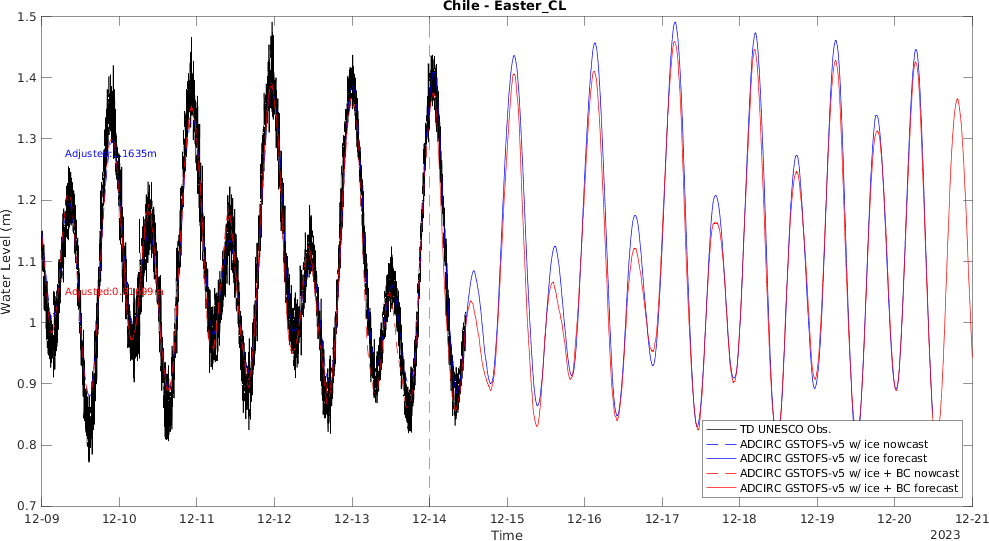 Chile - Easter_CL
1.5
1.4
1.3
1.2
1.1
1
0.9
0.8
0.7
Water Level (m)
Adjusted:
1635m
Adjusted:0.
99m
TD UNESCO Obs.
ADCIRC GSTOFS-v5 w/ ice nowcast
ADCIRC GSTOFS-v5 w/ ice forecast
ADCIRC GSTOFS-v5 w/ ice + BC nowcast
ADCIRC GSTOFS-v5 w/ ice + BC forecast
12-09 12-10 12-11 12-12 12-13 12-14 12-15 12-16 12-17 12-18 12-19 12-20 12-21
Time
2023